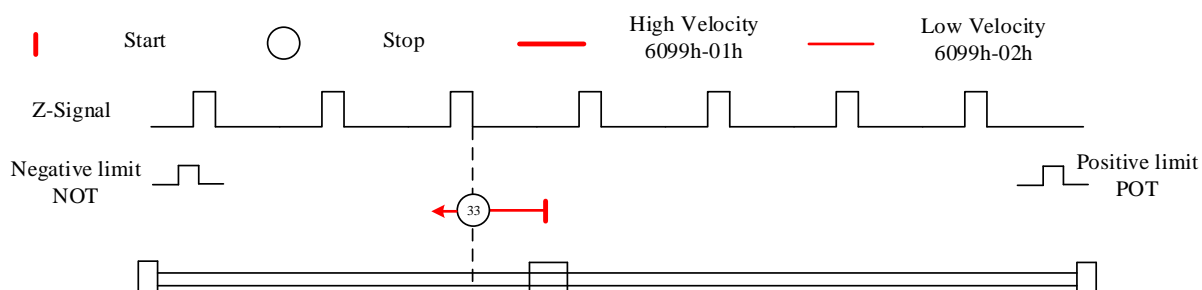 Start
Stop
High Velocity
6099h-01h
Low Velocity
6099h-02h
Z-Signal
Negative limit
NOT
Positive limit
POT
33